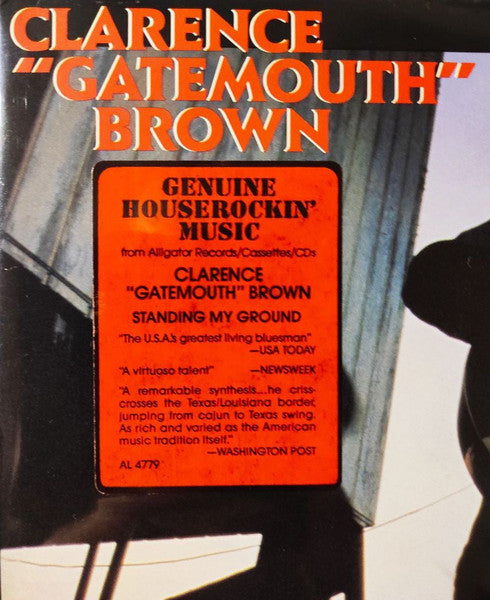 CLARENCE
"GATEMOUTH"
BROWN
GENUINE
HOUSEROCKIN'
MUSIC
from Alligator Records/Cassettes/CDs
CLARENCE
"GATEMOUTH" BROWN
STANDING MY GROUND
"The U.S.A.'s greatest living bluesman"
—USA TODAY
"A virtuoso talent" —NEWSWEEK
"A remarkable synthesis...he criss-
crosses the Texas/Louisiana border,
jumping from cajun to Texas swing.
As rich and varied as the American
music tradition itself."
—WASHINGTON POST
AL 4779